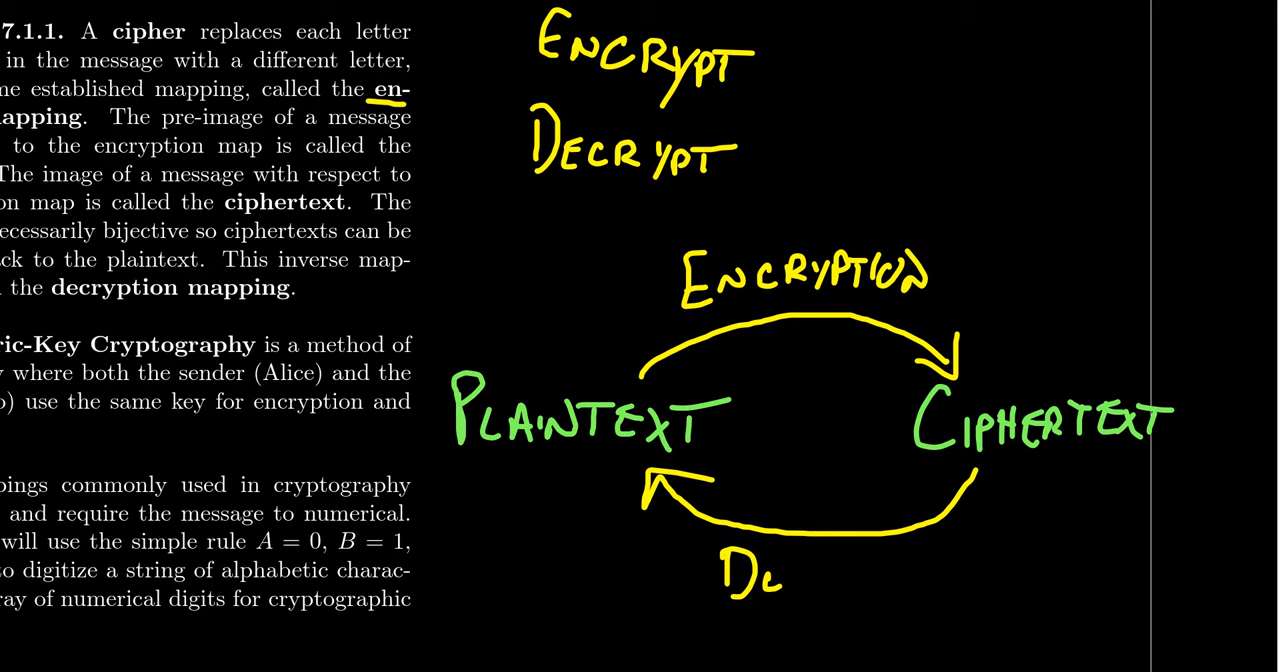 7.1.1. A cipher replaces each letter
in the message with a different letter,
me established mapping, called the en-
apping. The pre-image of a message
to the encryption map is called the
The image of a message with respect to
on map is called the ciphertext. The
ecessarily bijective so ciphertexts can be
ck to the plaintext. This inverse map-
the decryption mapping.
ric-Key Cryptography is a method of
y where both the sender (Alice) and the
o) use the same key for encryption and
pings commonly used in cryptography
and require the message to numerical.
will use the simple rule A = 0, B = 1,
to digitize a string of alphabetic charac-
ray of numerical digits for cryptographic
ENCRYPT
DECRYPT
ENCRYPTION
PLAINTEXT CIPHERTEXT